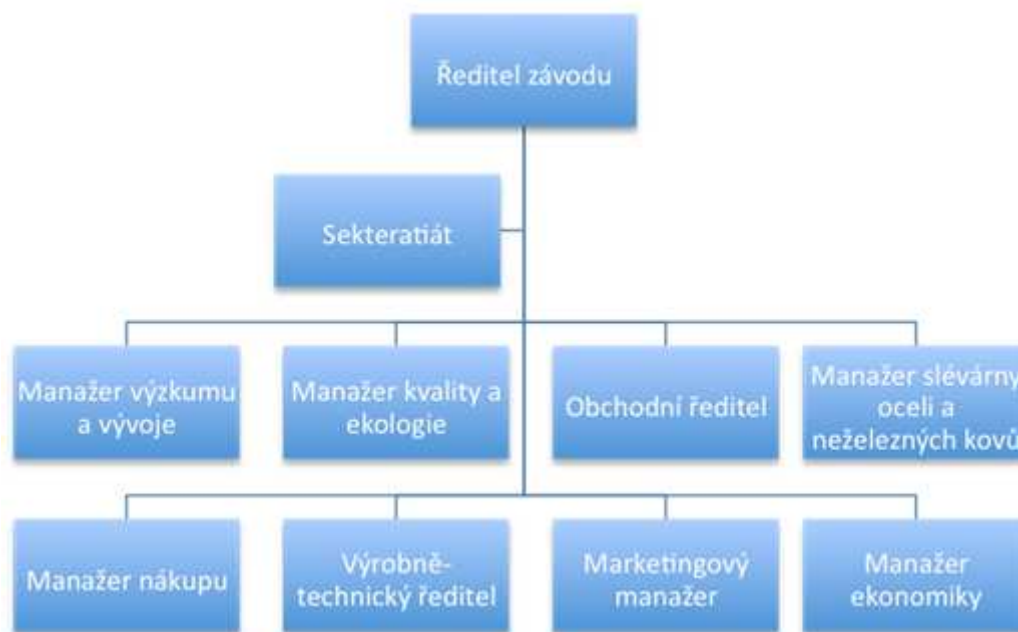 Ředitel závodu
Sekteratiát
Manažer výzkumu
a vývoje
Manažer kvality a
ekologie
Obchodní ředitel
Manažer slévárny
oceli a
neželezných kovů
Manažer nákupu
Výrobně-
technický ředitel
Marketingový
manažer
Manažer
ekonomiky